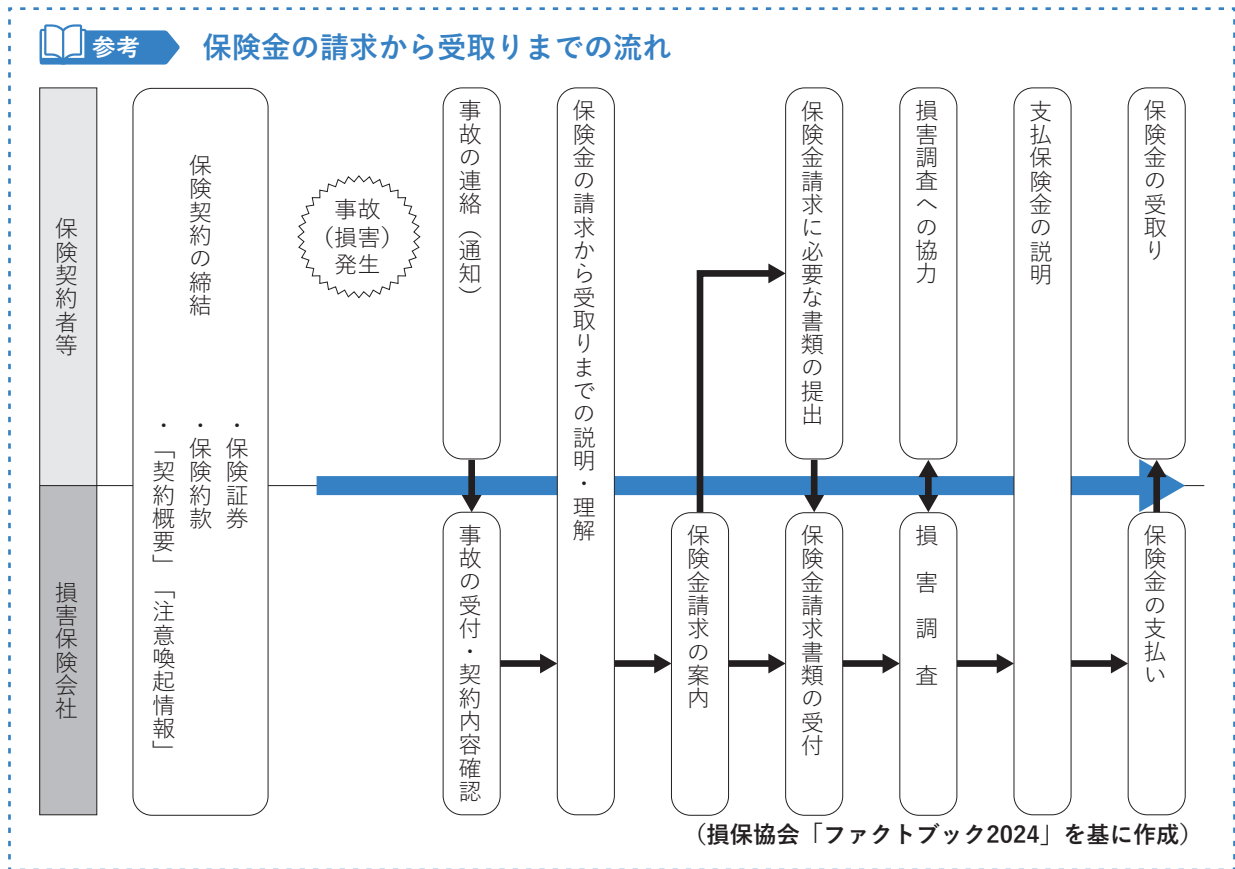 参考
保険金の請求から受取りまでの流れ
保険契約者等
損害保険会社
保険契約の締結
・保険証券
・保険約款
・「契約概要」「注意喚起情報」
事故
（損害）
発生
事故の連絡（通知）
事故の受付・契約内容確認
保険金の請求から受取りまでの説明・理解
保険金請求の案内
保険金請求に必要な書類の提出
保険金請求書類の受付
損害調査への協力
損害調査
支払保険金の説明
保険金の受取り
保険金の支払い
（損保協会「ファクトブック2024」を基に作成）